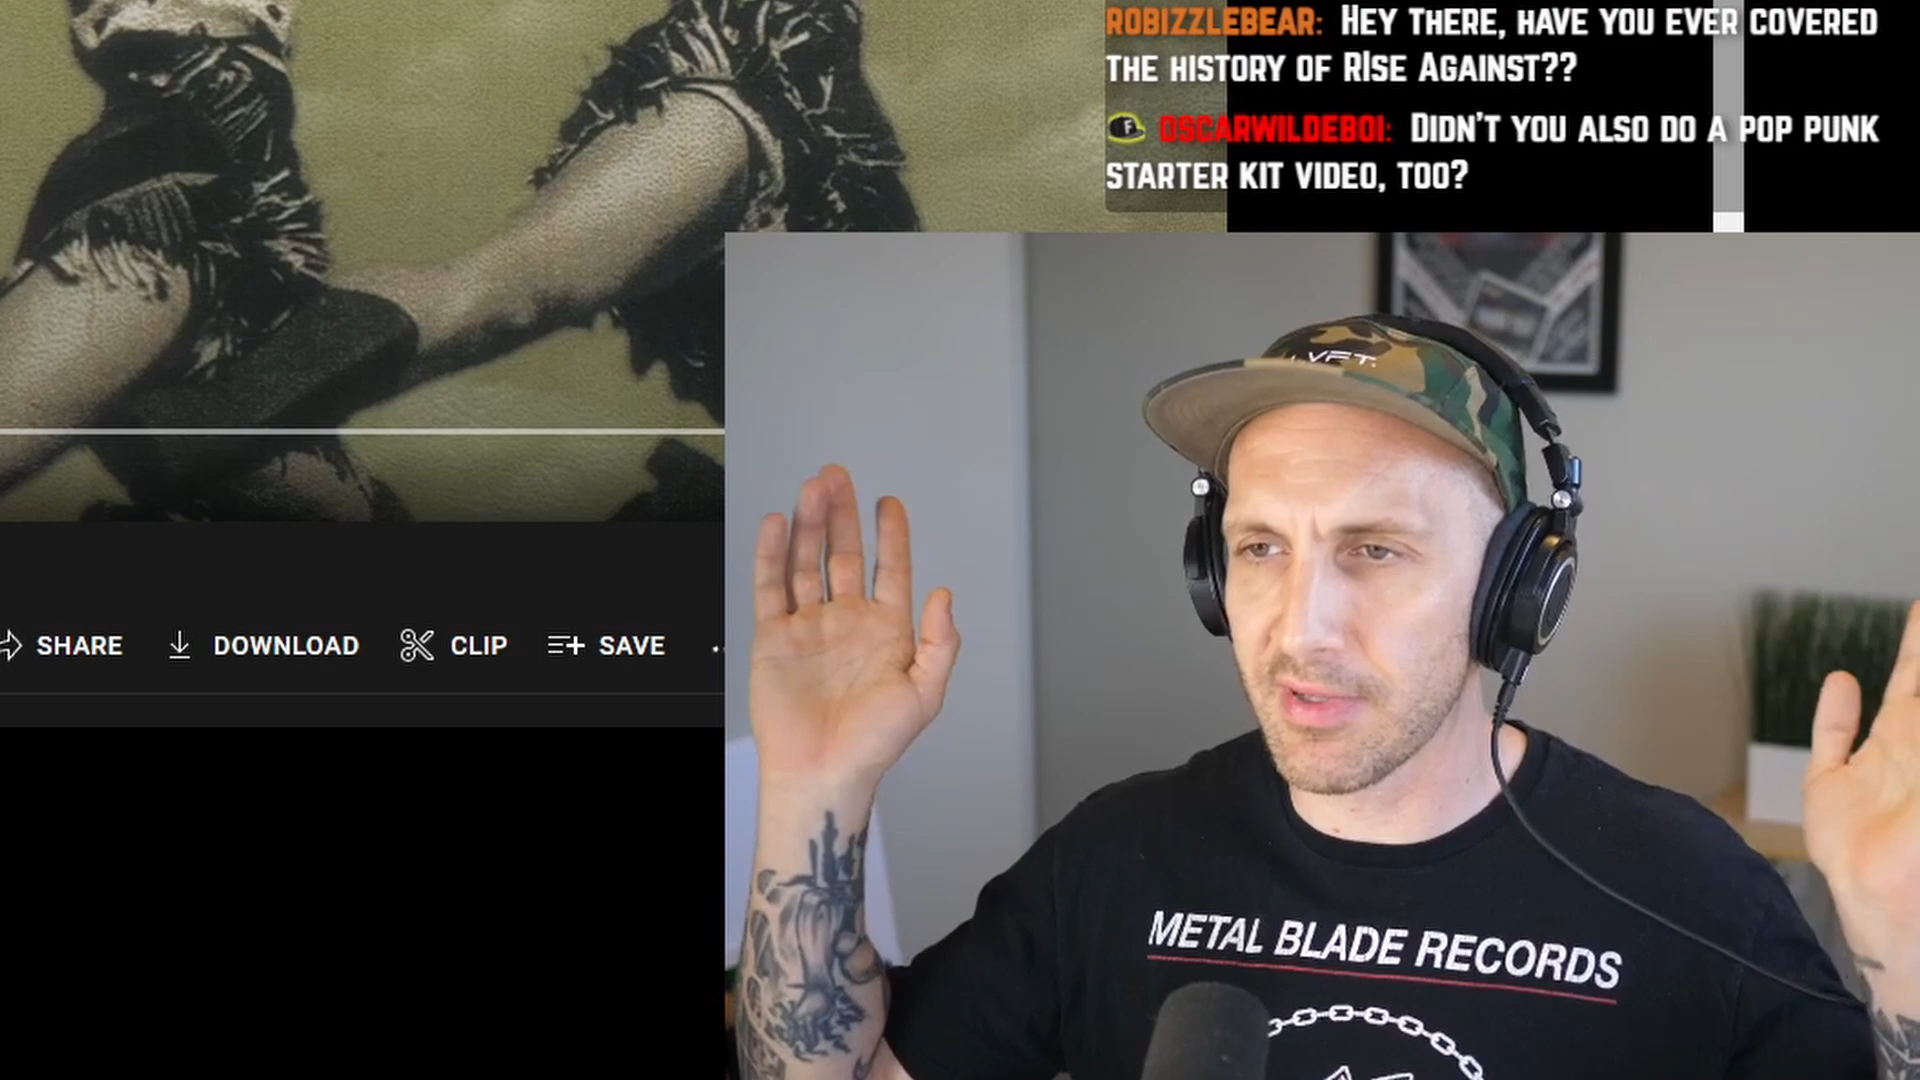 ROBIZZLEBEAR: HEY THERE, HAVE YOU EVER COVERED
THE HISTORY OF RISE AGAINST??
F OSCARWILDEBOI: DIDN'T YOU ALSO DO A POP PUNK
STARTER KIT VIDEO, TOO?
SHARE DOWNLOAD CLIP SAVE
METAL BLADE RECORDS